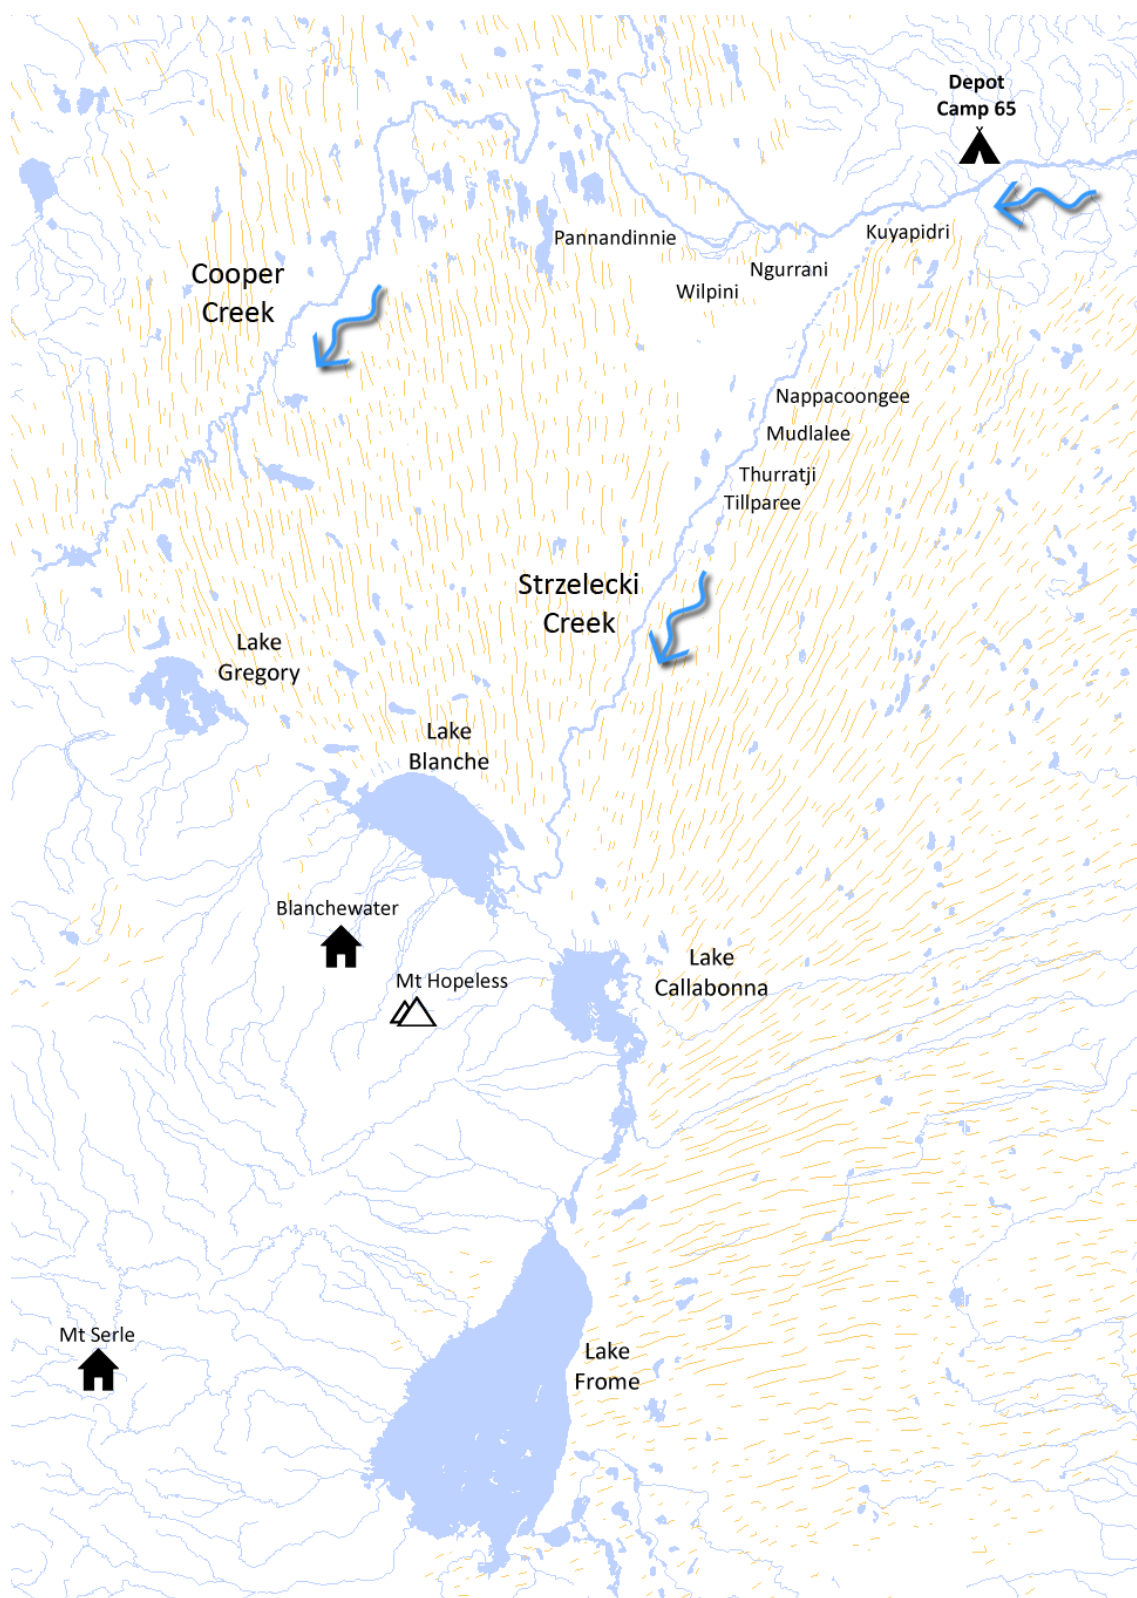 Depot
Camp 65
Kuyapidri
Pannandinnie
Ngurrani
Wilpini
Cooper
Creek
Nappacoongee
Mudlalee
Thurratji
Tillparee
Strzelecki
Creek
Lake
Gregory
Lake
Blanche
Blanchewater
Lake
Callabonna
Mt Hopeless
Mt Serle
Lake
Frome